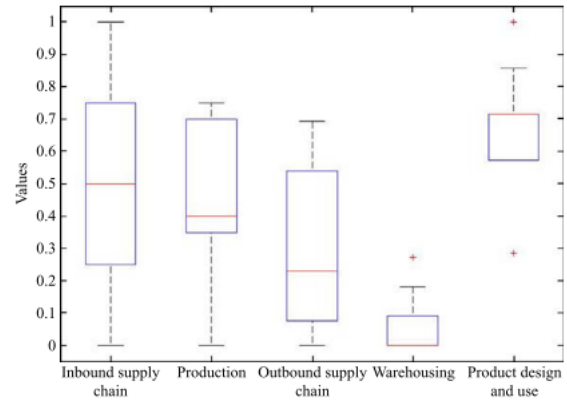 1
0.9
0.8
0.7
0.6
0.5
0.4
0.3
0.2
0.1
0
Values
Inbound supply
chain
Production
Outbound supply
chain
Warehousing
Product design
and use